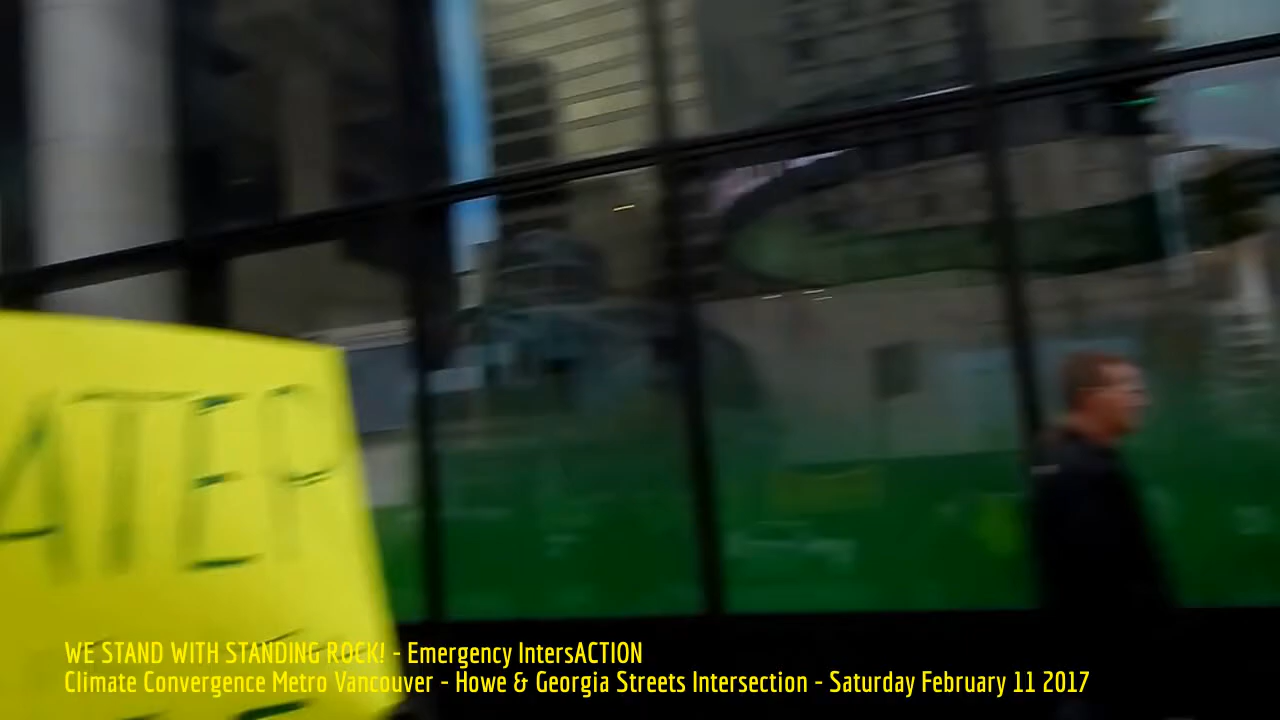 ATER
WE STAND WITH STANDING ROCK! - Emergency IntersACTION
Climate Convergence Metro Vancouver - Howe & Georgia Streets Intersection - Saturday February 11 2017